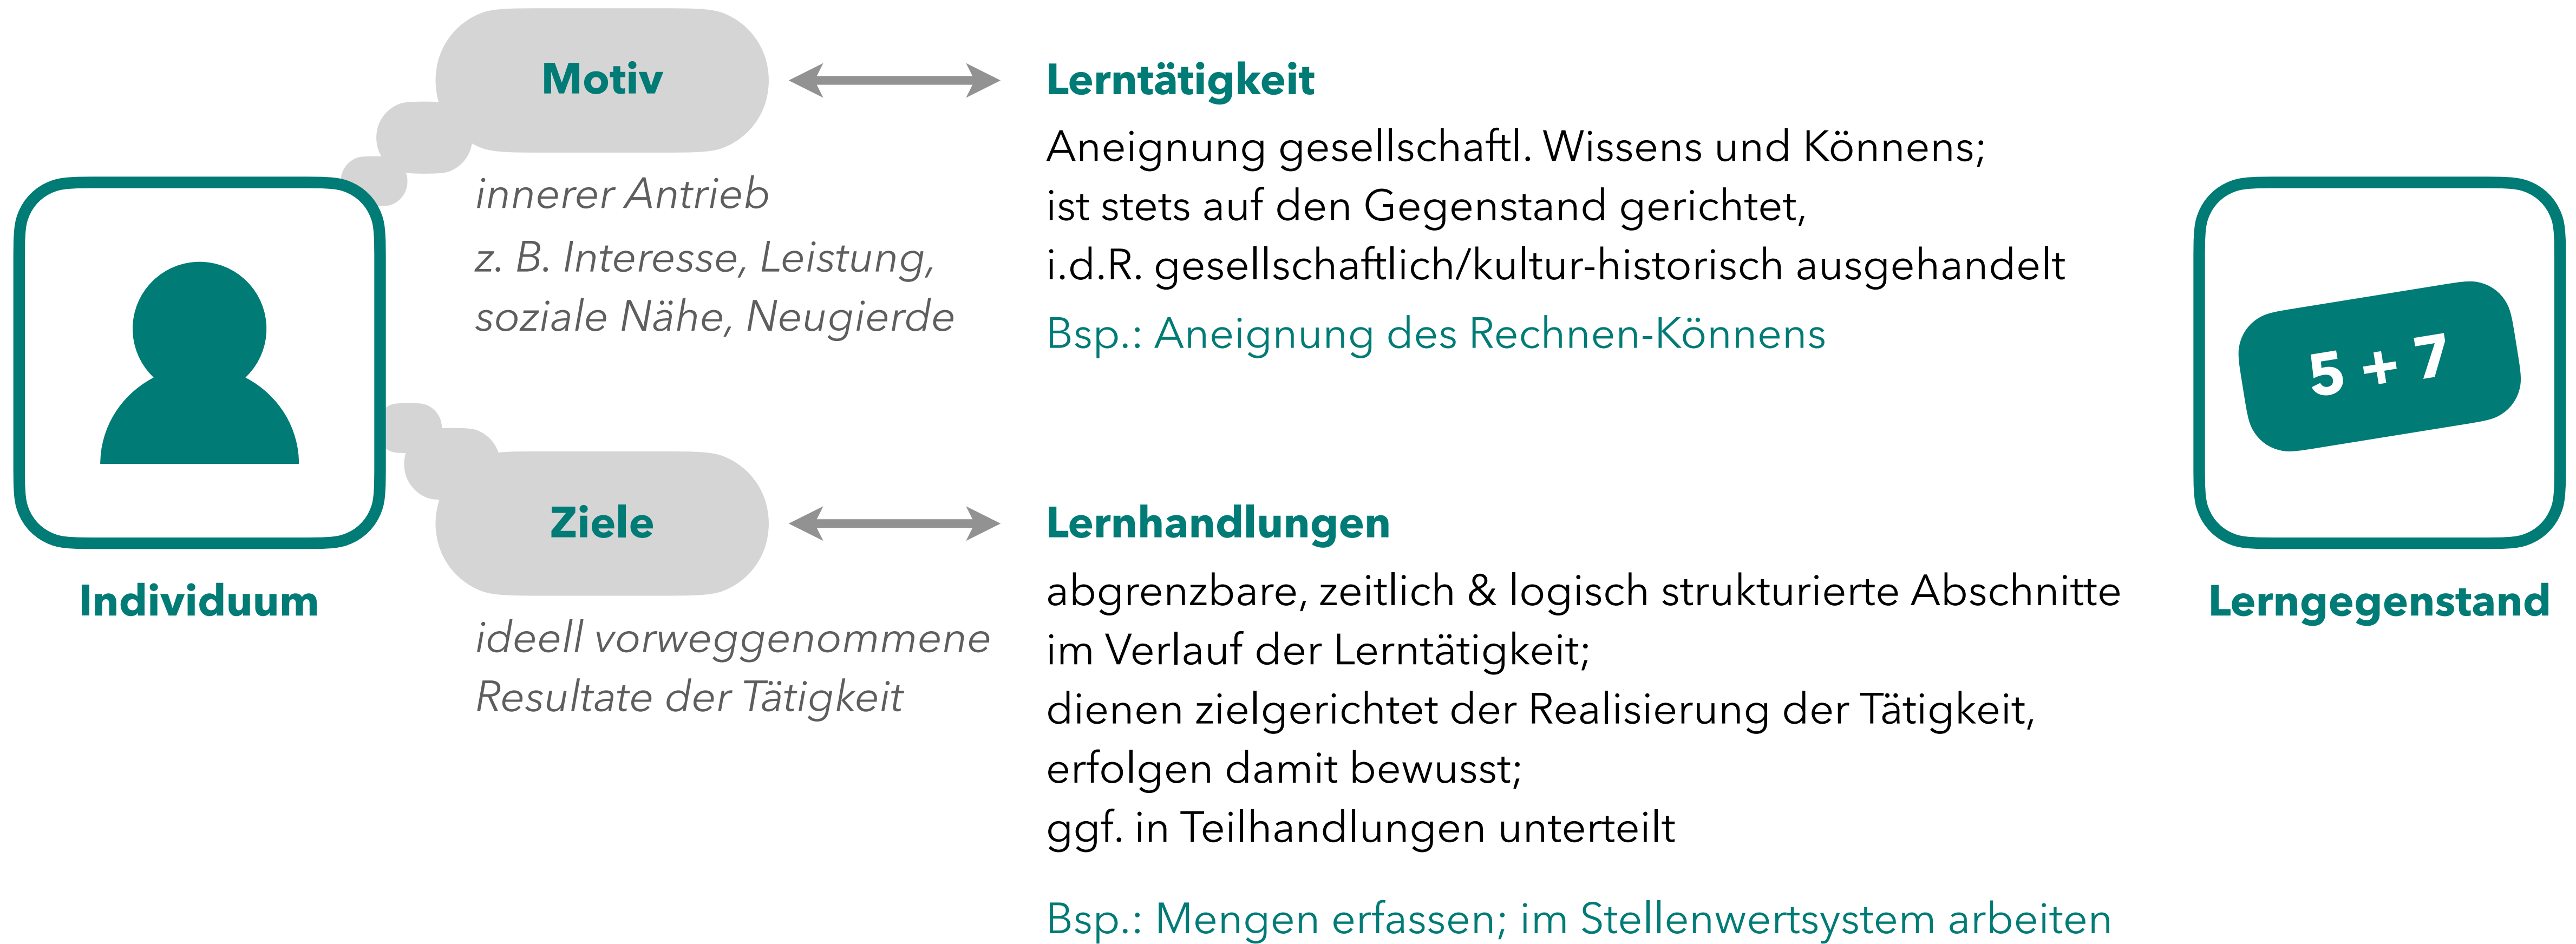 Motiv
innerer Antrieb
z. B. Interesse, Leistung,
soziale Nähe, Neugierde
Lerntätigkeit
Aneignung gesellschaftl. Wissens und Könnens;
ist stets auf den Gegenstand gerichtet,
i.d.R. gesellschaftlich/kultur-historisch ausgehandelt
Bsp.: Aneignung des Rechnen-Könnens
5 + 7
Individuum
Ziele
ideell vorweggenommene
Resultate der Tätigkeit
Lernhandlungen
abgrenzbare, zeitlich & logisch strukturierte Abschnitte
im Verlauf der Lerntätigkeit;
dienen zielgerichtet der Realisierung der Tätigkeit,
erfolgen damit bewusst;
ggf. in Teilhandlungen unterteilt
Bsp.: Mengen erfassen; im Stellenwertsystem arbeiten
Lerngegenstand